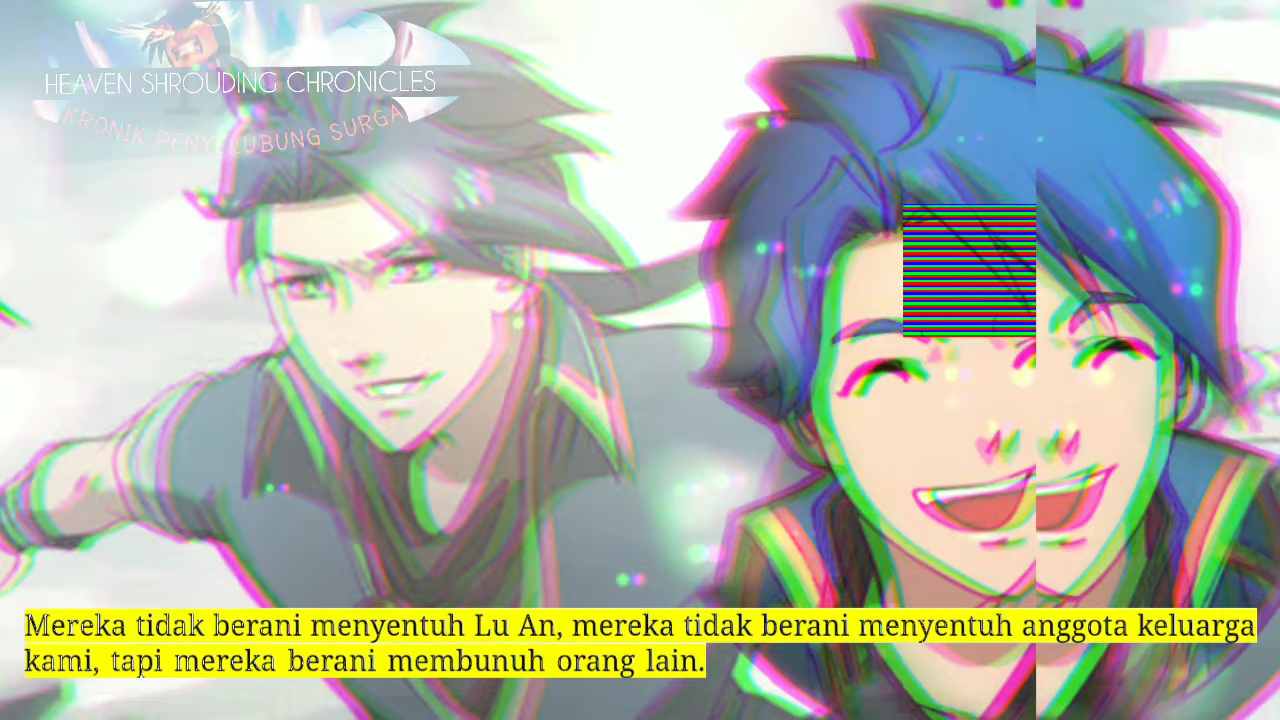 HEAVEN SHROUDING CHRONICLES
KRONIK PENYELUBUNG SURGA
Mereka tidak berani menyentuh Lu An, mereka tidak berani menyentuh anggota keluarga
kami, tapi mereka berani membunuh orang lain.